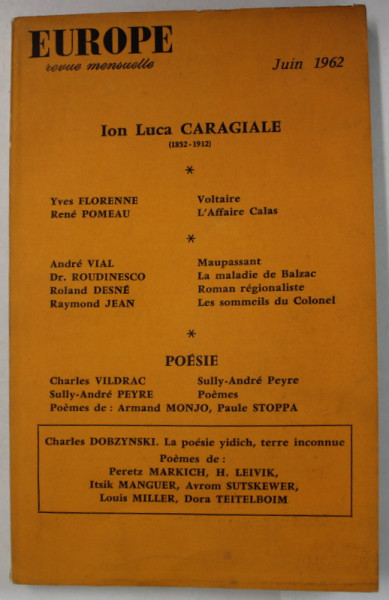 EUROPE
revue mensuelle
Juin 1962
Ion Luca CARAGIALE
(1852-1912)
*
Yves FLORENNE Voltaire
René POMEAU L'Affaire Calas
*
André VIAL Maupassant
Dr. ROUDINESCO La maladie de Balzac
Roland DESNÉ Roman régionaliste
Raymond JEAN Les sommeils du Colonel
*
POÉSIE
Charles VILDRAC Sully-André Peyre
Sully-André PEYRE Poèmes
Poèmes de : Armand MONJO, Paule STOPPA
Charles DOBZYNSKI. La poésie yidich, terre inconnue
Poèmes de :
Peretz MARKICH, H. LEIVIK,
Itsik MANGUER, Avrom SUTSKEWER,
Louis MILLER, Dora TEITELBOIM